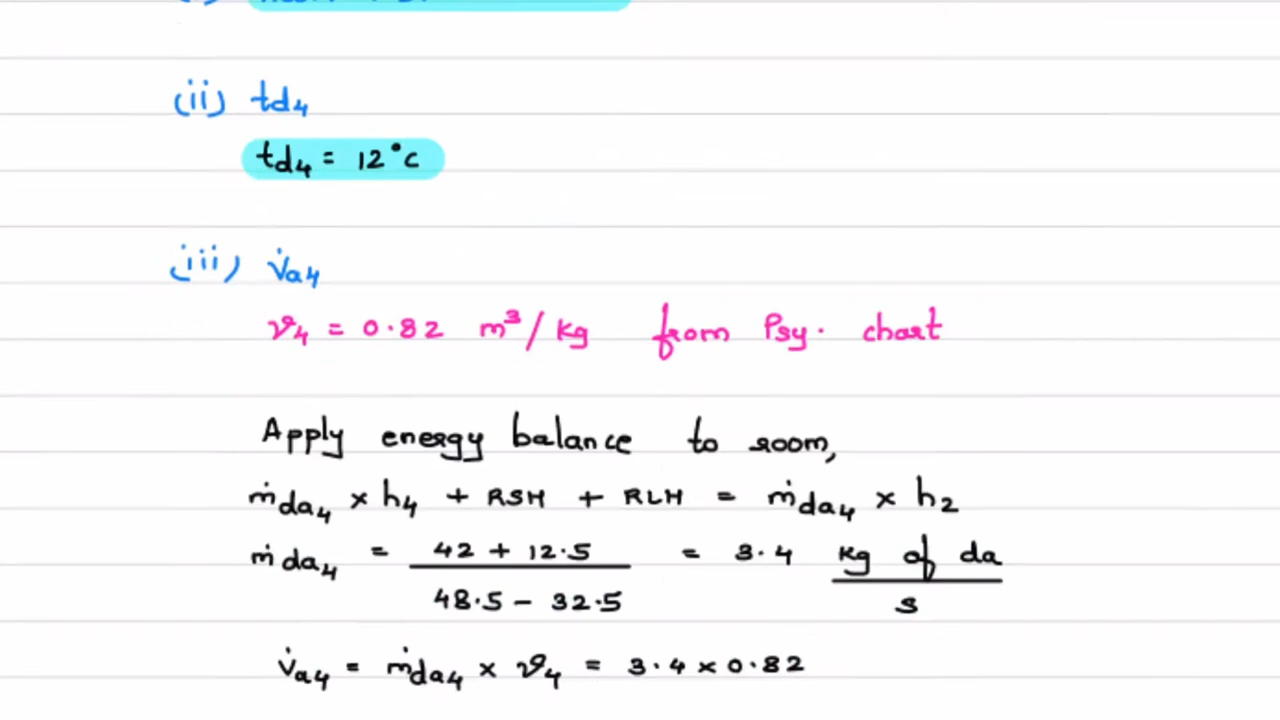 (ii) td4
td4 = 12°c
(iii) v̇a4
ϑ4 = 0.82 m³/kg from Psy. chart
Apply energy balance to room,
ṁda4 × h4 + RSH + RLH = ṁda4 × h2
ṁda4 = 42 + 12.5 / 48.5 - 32.5 = 3.4 kg of da / s
v̇a4 = ṁda4 × ϑ4 = 3.4 × 0.82